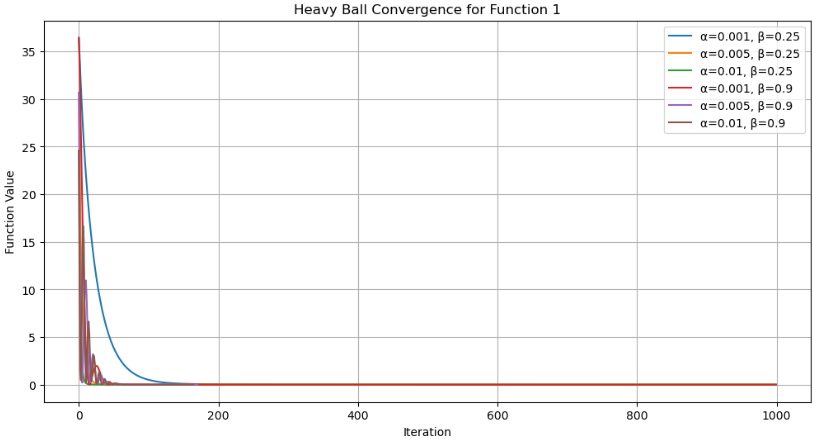 Heavy Ball Convergence for Function 1
α=0.001, β=0.25
α=0.005, β=0.25
α=0.01, β=0.25
α=0.001, β=0.9
α=0.005, β=0.9
α=0.01, β=0.9
Function Value
35
30
25
20
15
10
5
0
0 200 400 600 800 1000
Iteration